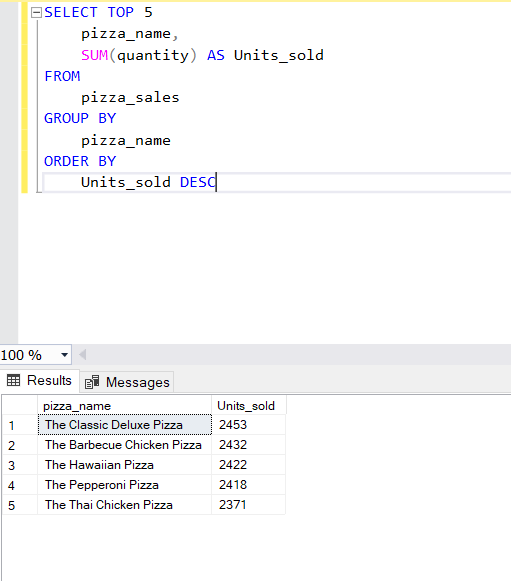 SELECT TOP 5
pizza_name,
SUM(quantity) AS Units_sold
FROM
pizza_sales
GROUP BY
pizza_name
ORDER BY
Units_sold DESC
100 %
Results Messages
pizza_name Units_sold
1 The Classic Deluxe Pizza 2453
2 The Barbecue Chicken Pizza 2432
3 The Hawaiian Pizza 2422
4 The Pepperoni Pizza 2418
5 The Thai Chicken Pizza 2371